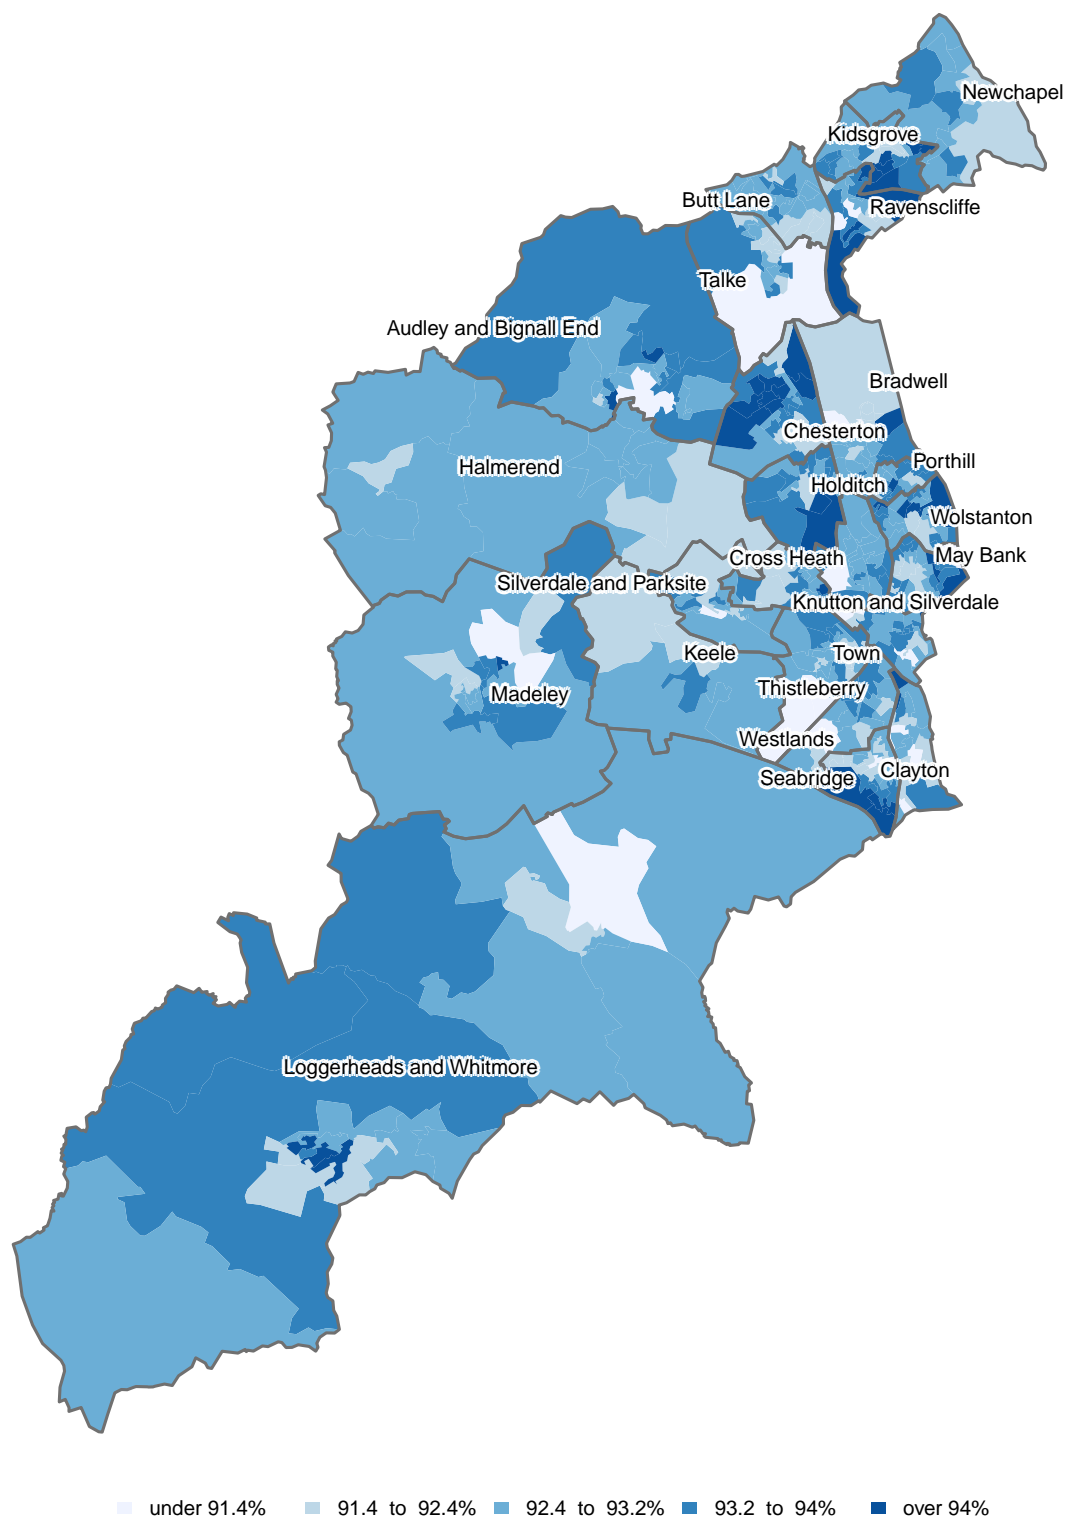 Newchapel
Kidsgrove
Butt Lane
Ravenscliffe
Talke
Audley and Bignall End
Bradwell
Chesterton
Porthill
Halmerend
Holditch
Wolstanton
May Bank
Cross Heath
Silverdale and Parksite
Knutton and Silverdale
Keele
Town
Madeley
Thistleberry
Westlands
Seabridge
Clayton
Loggerheads and Whitmore
under 91.4% 91.4 to 92.4% 92.4 to 93.2% 93.2 to 94% over 94%